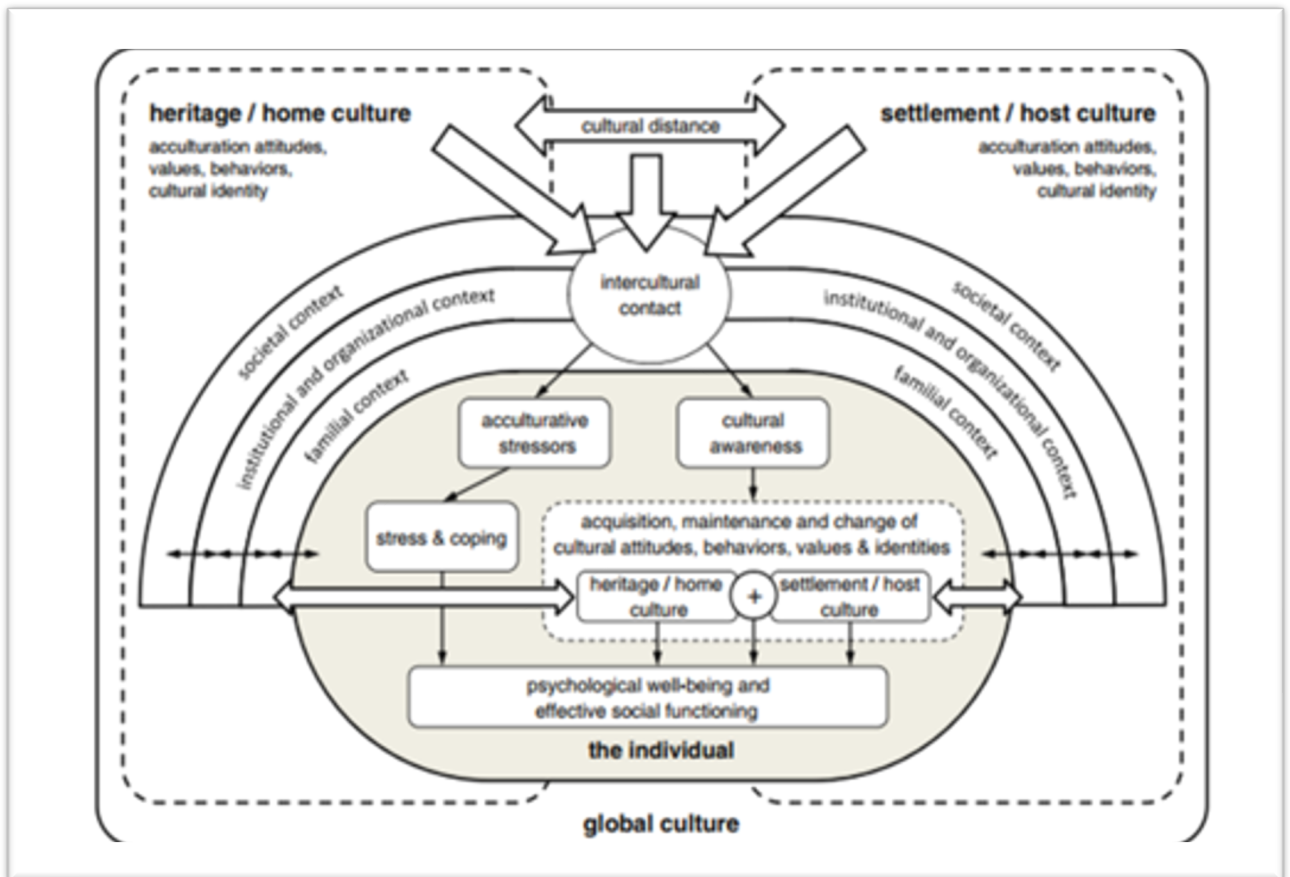 heritage / home culture
acculturation attitudes,
values, behaviors,
cultural identity
cultural distance
settlement / host culture
acculturation attitudes,
values, behaviors,
cultural identity
intercultural
contact
societal context
institutional and organizational context
familial context
societal context
institutional and organizational context
familial context
acculturative
stressors
cultural
awareness
stress & coping
acquisition, maintenance and change of
cultural attitudes, behaviors, values & identities
heritage / home
culture
+
settlement / host
culture
psychological well-being and
effective social functioning
the individual
global culture